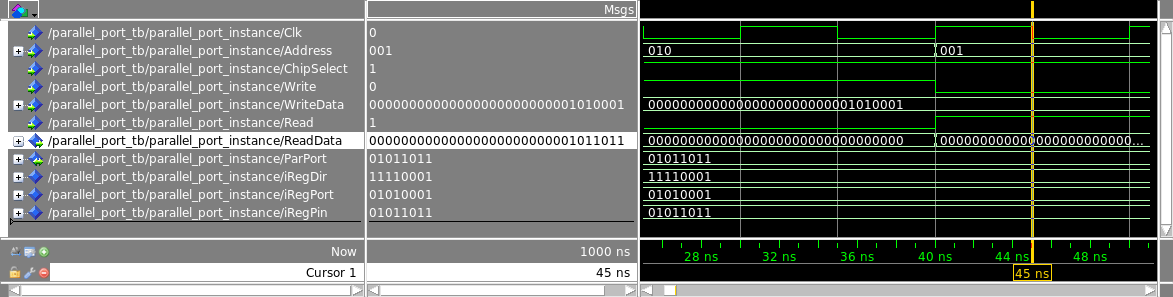 Msgs
/parallel_port_tb/parallel_port_instance/Clk 0
/parallel_port_tb/parallel_port_instance/Address 001 010 001
/parallel_port_tb/parallel_port_instance/ChipSelect 1
/parallel_port_tb/parallel_port_instance/Write 0
/parallel_port_tb/parallel_port_instance/WriteData 00000000000000000000000001010001 00000000000000000000000001010001
/parallel_port_tb/parallel_port_instance/Read 1
/parallel_port_tb/parallel_port_instance/ReadData 00000000000000000000000001011011 00000000000000000000000000000000 000000000000000000000000...
/parallel_port_tb/parallel_port_instance/ParPort 01011011 01011011
/parallel_port_tb/parallel_port_instance/iRegDir 11110001 11110001
/parallel_port_tb/parallel_port_instance/iRegPort 01010001 01010001
/parallel_port_tb/parallel_port_instance/iRegPin 01011011 01011011
Now 1000 ns 28 ns 32 ns 36 ns 40 ns 44 ns 48 ns
Cursor 1 45 ns 45 ns